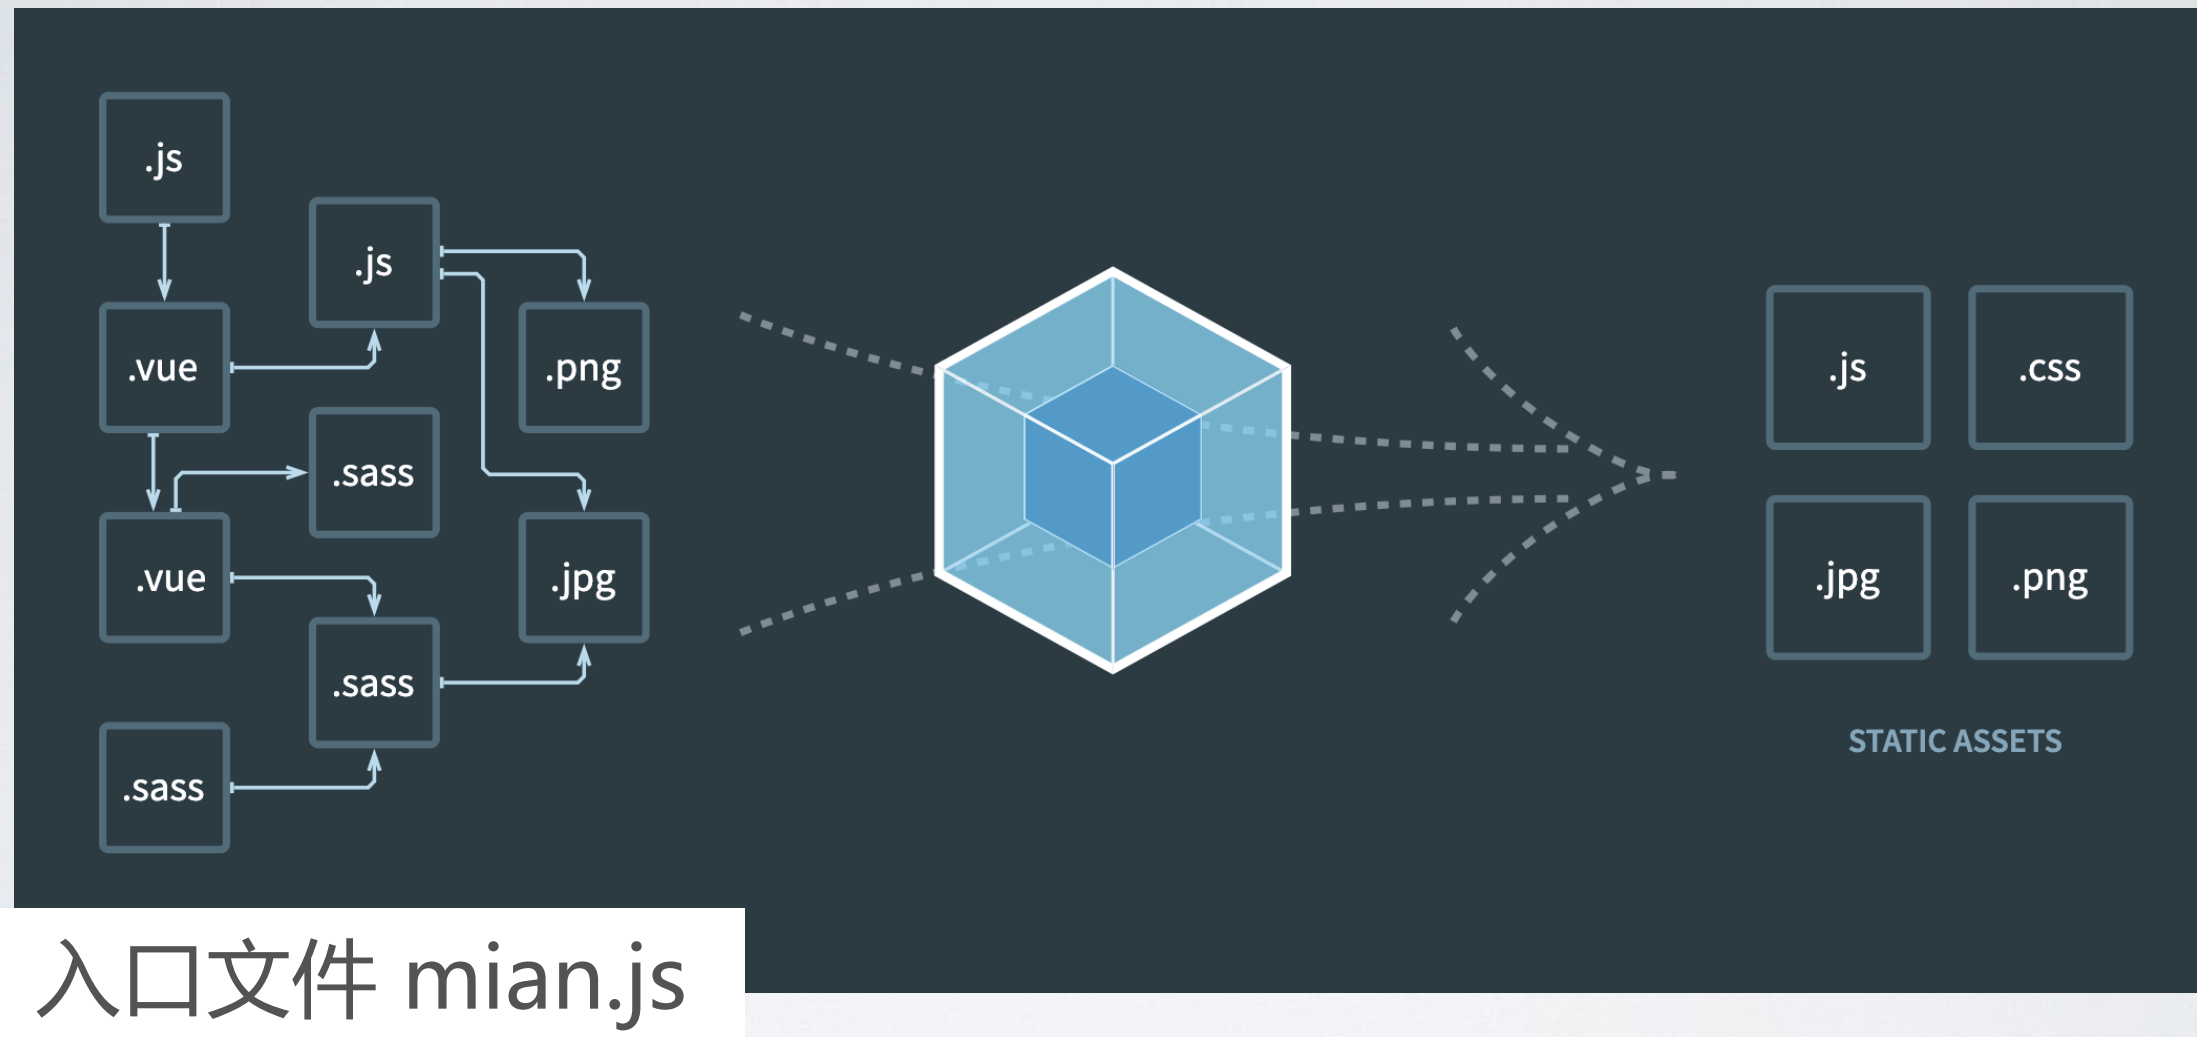 .js
.js
.vue
.png
.sass
.vue
.jpg
.sass
.sass
.js
.css
.jpg
.png
STATIC ASSETS
入口文件 mian.js